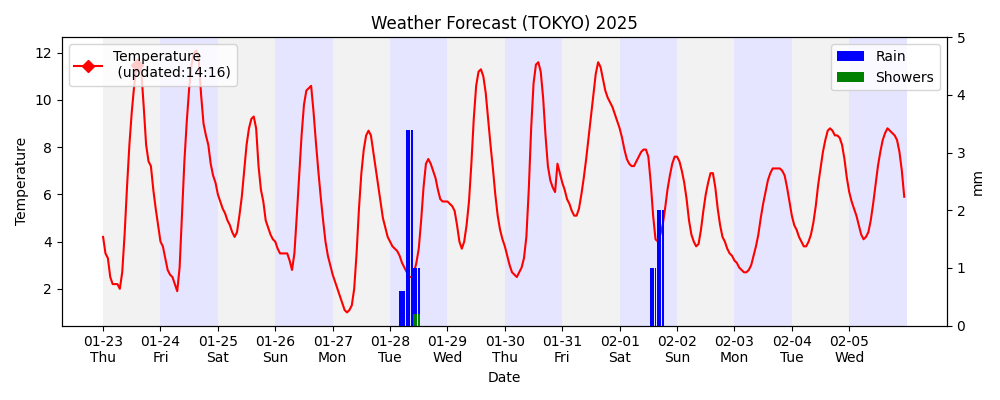 Weather Forecast (TOKYO) 2025
Temperature
(updated:14:16)
Rain
Showers
12
10
8
6
4
2
Temperature
5
4
3
2
1
0
mm
01-23 01-24 01-25 01-26 01-27 01-28 01-29 01-30 01-31 02-01 02-02 02-03 02-04 02-05
Thu Fri Sat Sun Mon Tue Wed Thu Fri Sat Sun Mon Tue Wed
Date